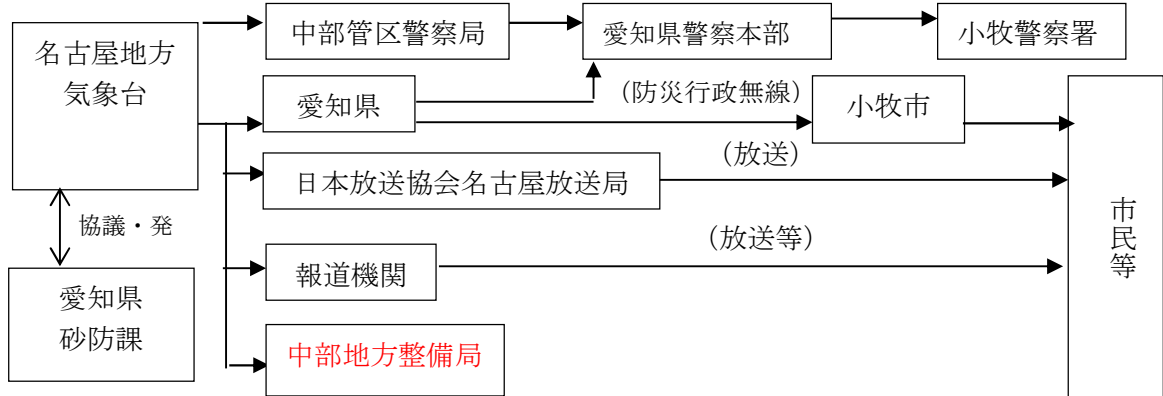 名古屋地方
気象台
中部管区警察局
愛知県警察本部
小牧警察署
愛知県
(防災行政無線)
小牧市
(放送)
日本放送協会名古屋放送局
協議・発
(放送等)
報道機関
市民等
愛知県
砂防課
中部地方整備局